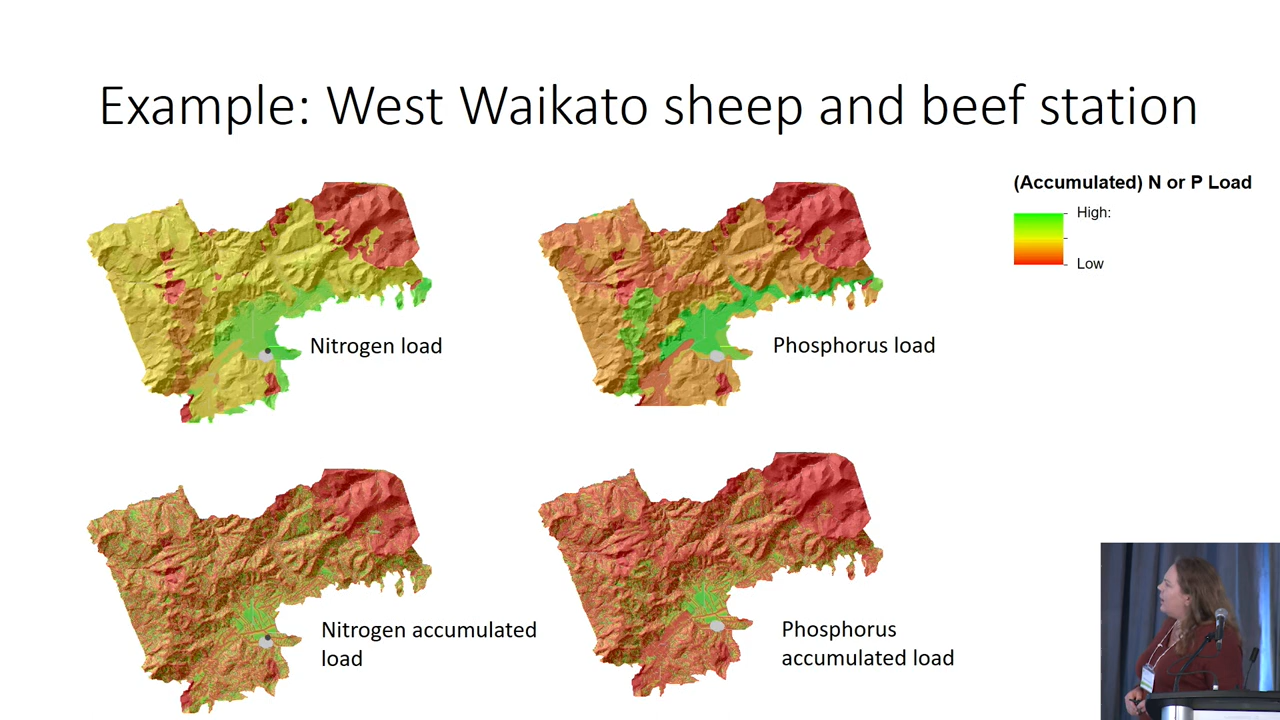 Example: West Waikato sheep and beef station
(Accumulated) N or P Load
High:
Low
Nitrogen load
Phosphorus load
Nitrogen accumulated
load
Phosphorus
accumulated load